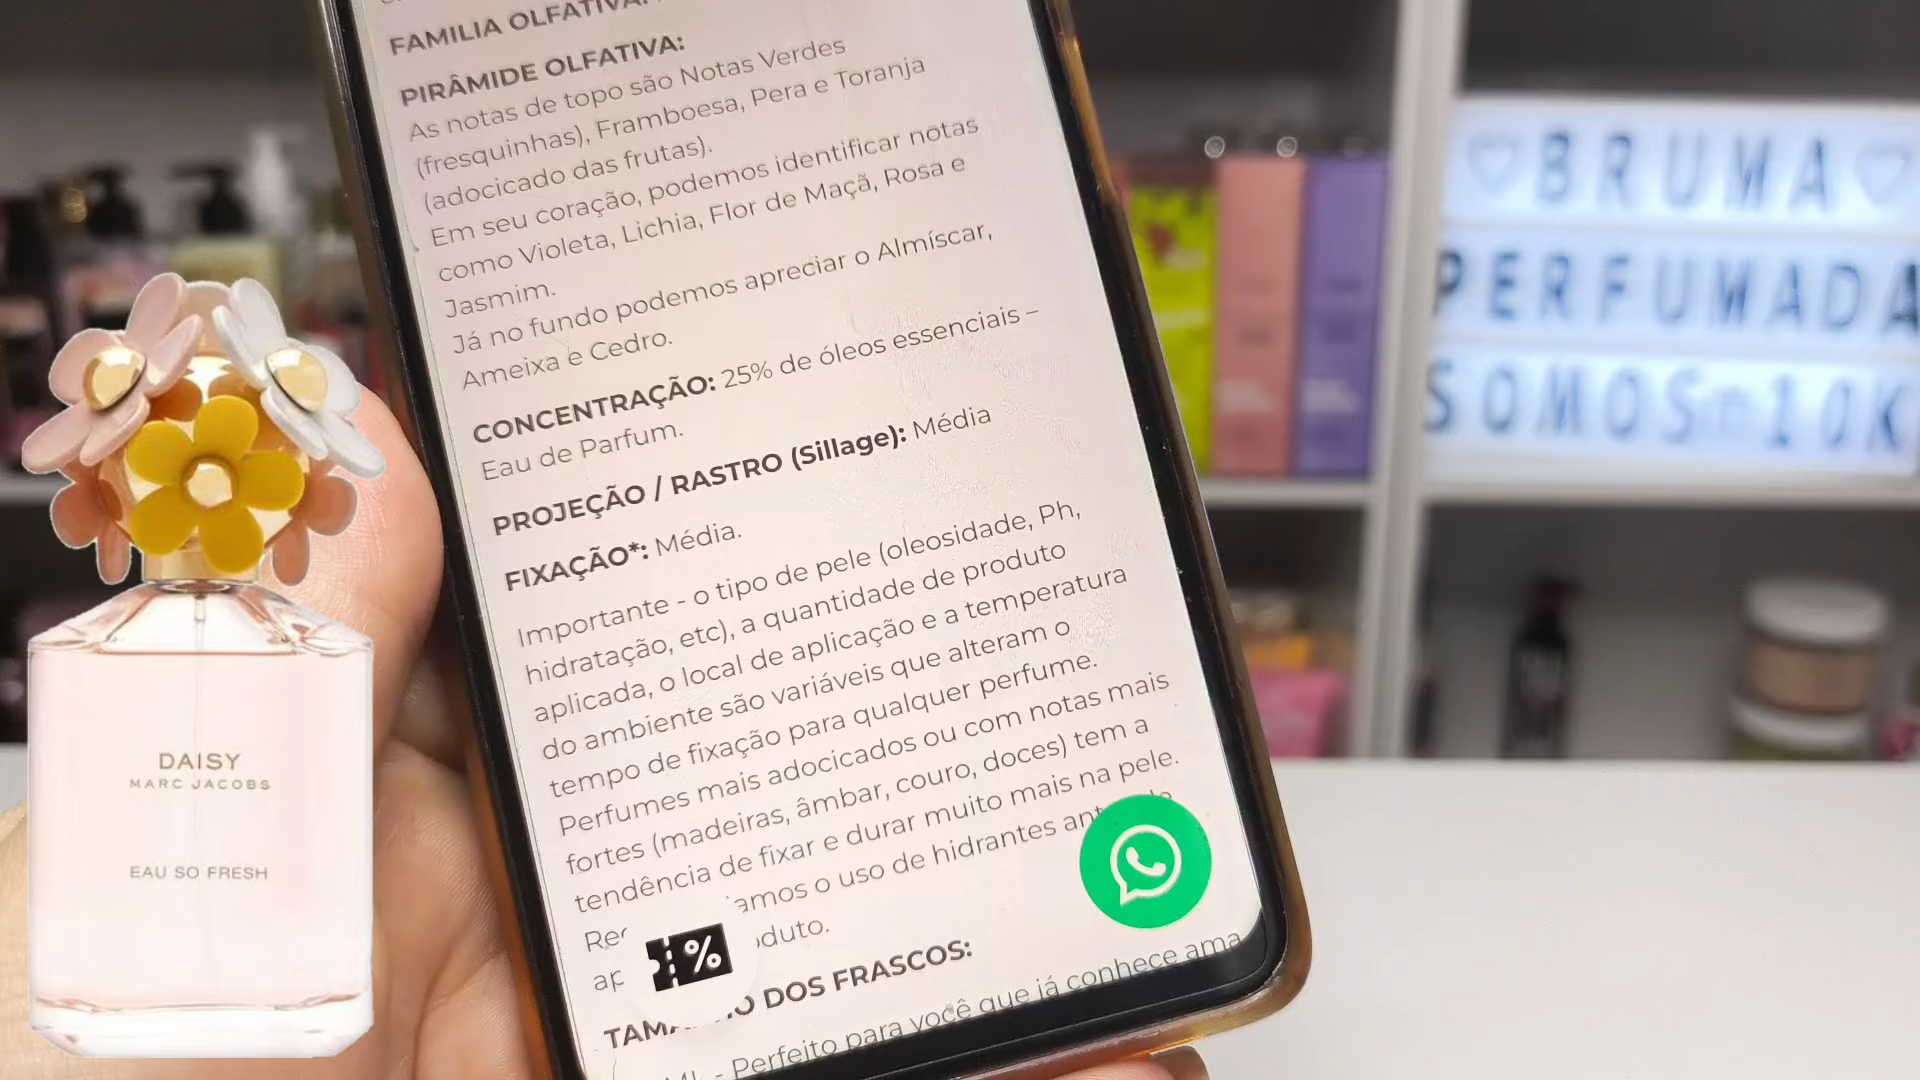 FAMILIA OLFATIVA:
PIRÂMIDE OLFATIVA:
As notas de topo são Notas Verdes
(fresquinhas), Framboesa, Pera e Toranja
(adocicado das frutas).
Em seu coração, podemos identificar notas
como Violeta, Lichia, Flor de Maçã, Rosa e
Jasmim.
Já no fundo podemos apreciar o Almíscar,
Ameixa e Cedro.
CONCENTRAÇÃO: 25% de óleos essenciais –
Eau de Parfum.
PROJEÇÃO / RASTRO (Sillage): Média
FIXAÇÃO*: Média.
Importante - o tipo de pele (oleosidade, Ph,
hidratação, etc), a quantidade de produto
aplicada, o local de aplicação e a temperatura
do ambiente são variáveis que alteram o
tempo de fixação para qualquer perfume.
Perfumes mais adocicados ou com notas mais
fortes (madeiras, âmbar, couro, doces) tem a
tendência de fixar e durar muito mais na pele.
o uso de hidrantes
DOS FRASCOS:
- Perfeito para você que já conhece ama
%
DAISY
MARC JACOBS
EAU SO FRESH
BRUMA
PERFUMADA
SOMOS 10K